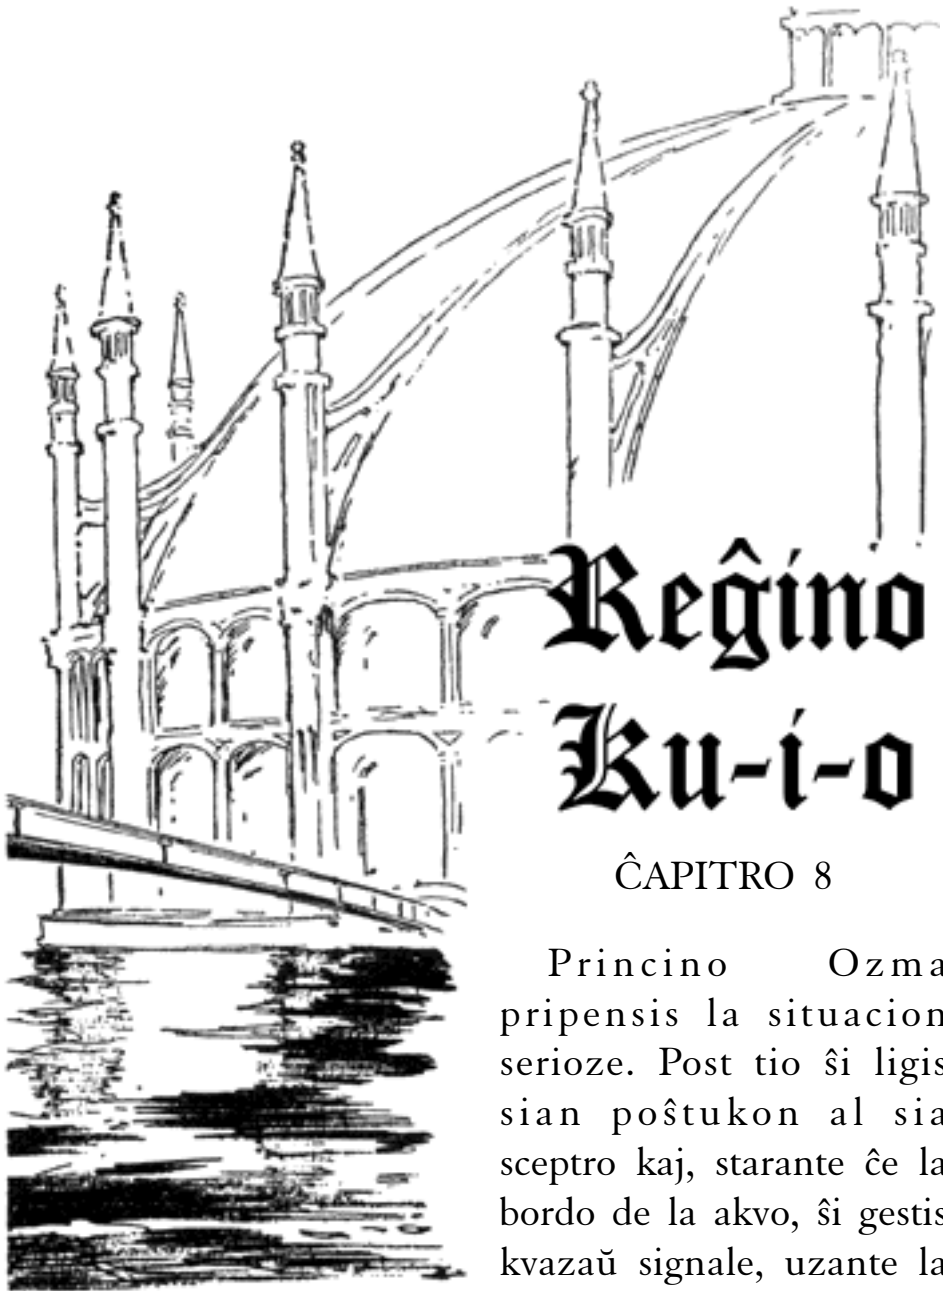 Reĝino
Ku-i-o
ĈAPITRO 8
Princino Ozma
pripensis la situacion
serioze. Post tio ŝi ligis
sian poŝtukon al sia
sceptro kaj, starante ĉe la
bordo de la akvo, ŝi gestis
kvazaŭ signale, uzante la